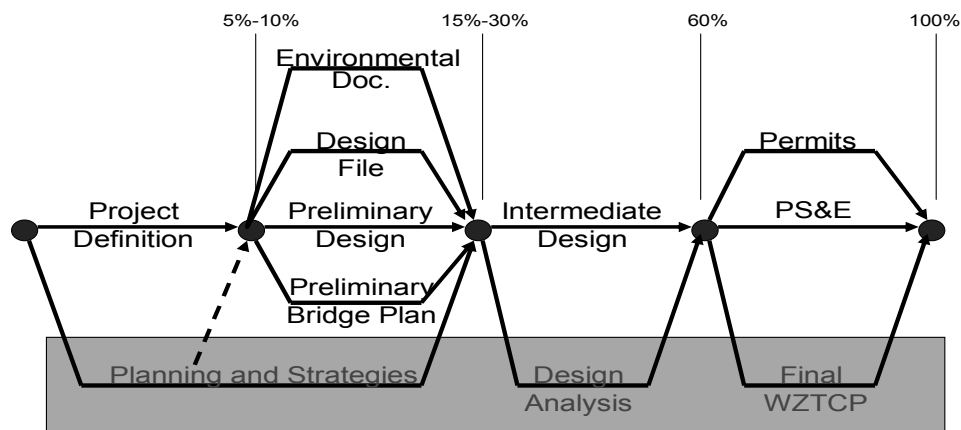 5%-10%
15%-30%
60%
100%
Environmental
Doc.
Design
File
Permits
Project
Definition
Preliminary
Design
Intermediate
Design
PS&E
Preliminary
Bridge Plan
Planning and Strategies
Design
Analysis
Final
WZTCP